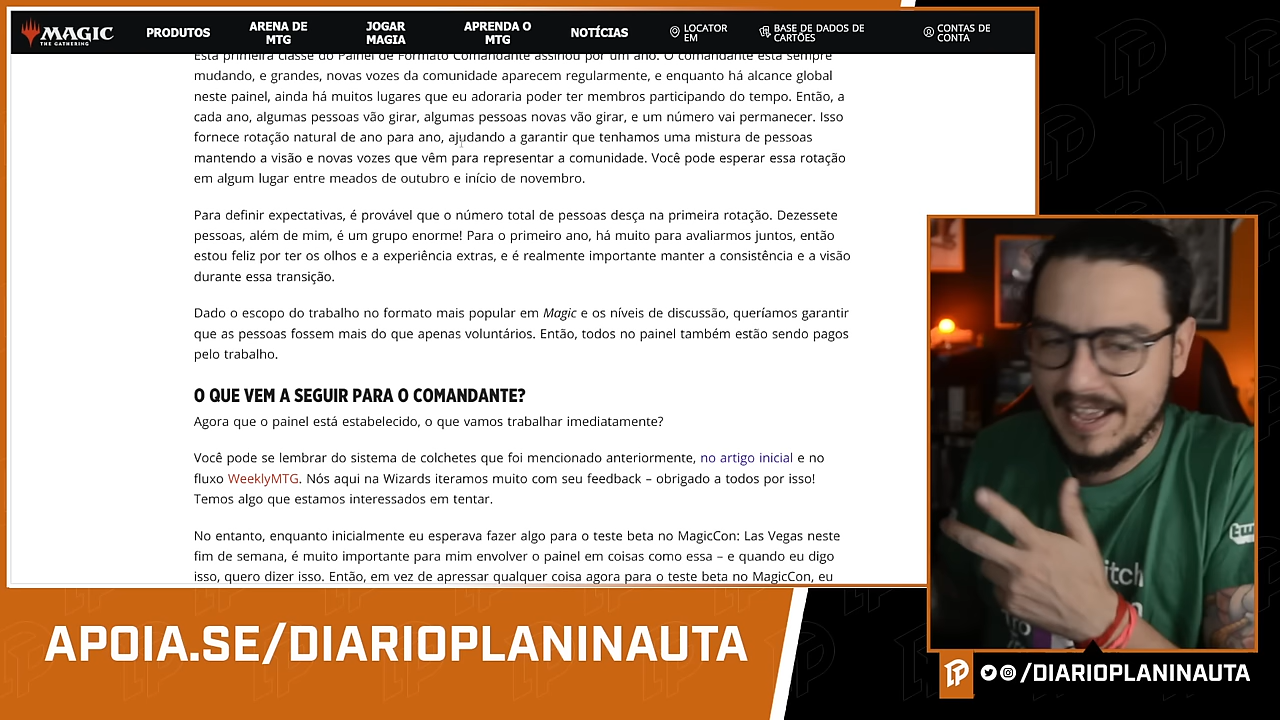 MAGIC
THE GATHERING
PRODUTOS
ARENA DE
MTG
JOGAR
MAGIA
APRENDA O
MTG
NOTÍCIAS
LOCATOR
EM
BASE DE DADOS DE
CARTÕES
CONTAS DE
CONTA
Esta primeira classe do Painel de Formato Comandante assinou por um ano. O comandante está sempre
mudando, e grandes, novas vozes da comunidade aparecem regularmente, e enquanto há alcance global
neste painel, ainda há muitos lugares que eu adoraria poder ter membros participando do tempo. Então, a
cada ano, algumas pessoas vão girar, algumas pessoas novas vão girar, e um número vai permanecer. Isso
fornece rotação natural de ano para ano, ajudando a garantir que tenhamos uma mistura de pessoas
mantendo a visão e novas vozes que vêm para representar a comunidade. Você pode esperar essa rotação
em algum lugar entre meados de outubro e início de novembro.
Para definir expectativas, é provável que o número total de pessoas desça na primeira rotação. Dezessete
pessoas, além de mim, é um grupo enorme! Para o primeiro ano, há muito para avaliarmos juntos, então
estou feliz por ter os olhos e a experiência extras, e é realmente importante manter a consistência e a visão
durante essa transição.
Dado o escopo do trabalho no formato mais popular em Magic e os níveis de discussão, queríamos garantir
que as pessoas fossem mais do que apenas voluntários. Então, todos no painel também estão sendo pagos
pelo trabalho.
O QUE VEM A SEGUIR PARA O COMANDANTE?
Agora que o painel está estabelecido, o que vamos trabalhar imediatamente?
Você pode se lembrar do sistema de colchetes que foi mencionado anteriormente, no artigo inicial e no
fluxo WeeklyMTG. Nós aqui na Wizards iteramos muito com seu feedback – obrigado a todos por isso!
Temos algo que estamos interessados em tentar.
No entanto, enquanto inicialmente eu esperava fazer algo para o teste beta no MagicCon: Las Vegas neste
fim de semana, é muito importante para mim envolver o painel em coisas como essa – e quando eu digo
isso, quero dizer isso. Então, em vez de apressar qualquer coisa agora para o teste beta no MagicCon, eu
APOIA.SE/DIARIOPLANINAUTA
/DIARIOPLANINAUTA